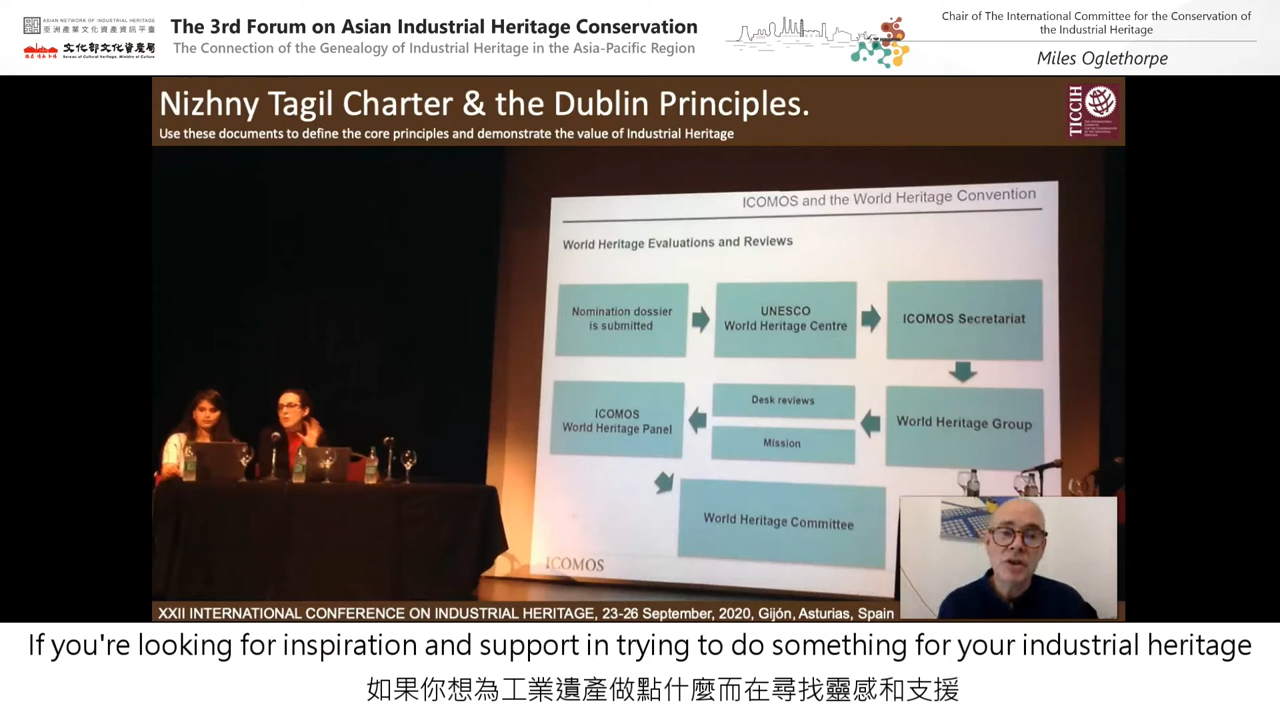 ASIAN NETWORK OF INDUSTRIAL HERITAGE
亞洲產業文化資產資訊平臺
文化部文化資產局
Bureau of Cultural Heritage, Ministry of Culture
The 3rd Forum on Asian Industrial Heritage Conservation
The Connection of the Genealogy of Industrial Heritage in the Asia-Pacific Region
Chair of The International Committee for the Conservation of
the Industrial Heritage
Miles Oglethorpe
Nizhny Tagil Charter & the Dublin Principles.
Use these documents to define the core principles and demonstrate the value of Industrial Heritage
TICCIH
ICOMOS and the World Heritage Convention
World Heritage Evaluations and Reviews
Nomination dossier
is submitted
UNESCO
World Heritage Centre
ICOMOS Secretariat
ICOMOS
World Heritage Panel
Desk reviews
Mission
World Heritage Group
World Heritage Committee
ICOMOS
XXII INTERNATIONAL CONFERENCE ON INDUSTRIAL HERITAGE, 23-26 September, 2020, Gijón, Asturias, Spain
If you're looking for inspiration and support in trying to do something for your industrial heritage
如果你想為工業遺產做點什麼而在尋找靈感和支援